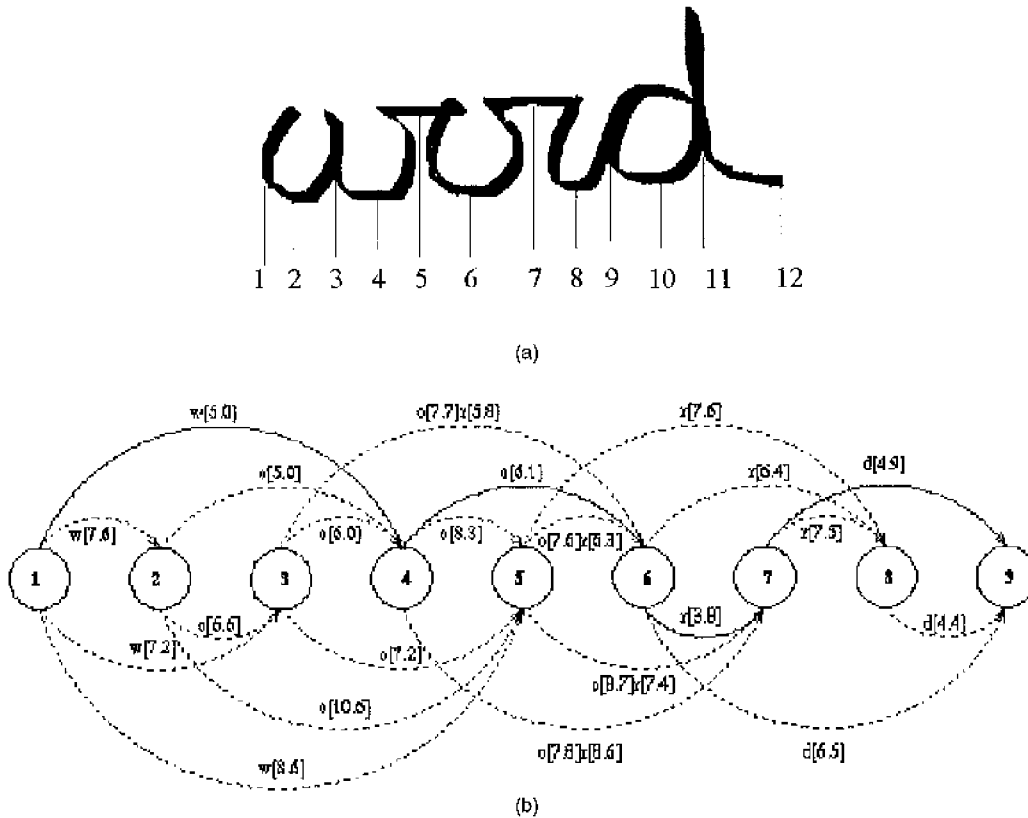 word
1 2 3 4 5 6 7 8 9 10 11 12
(a)
w[5.0] o[7.7]r[5.8] r[7.6]
o[5.0] o[6.1] r[6.4] d[4.9]
w[7.6] o[6.0] o[8.3] o[7.6]r[6.3] r[7.5]
1 2 3 4 5 6 7 8 9
w[7.2] o[6.6] o[7.2] r[3.8] d[4.4]
o[10.6] o[8.7]r[7.4]
w[8.6] o[7.8]r[8.6] d[6.5]
(b)